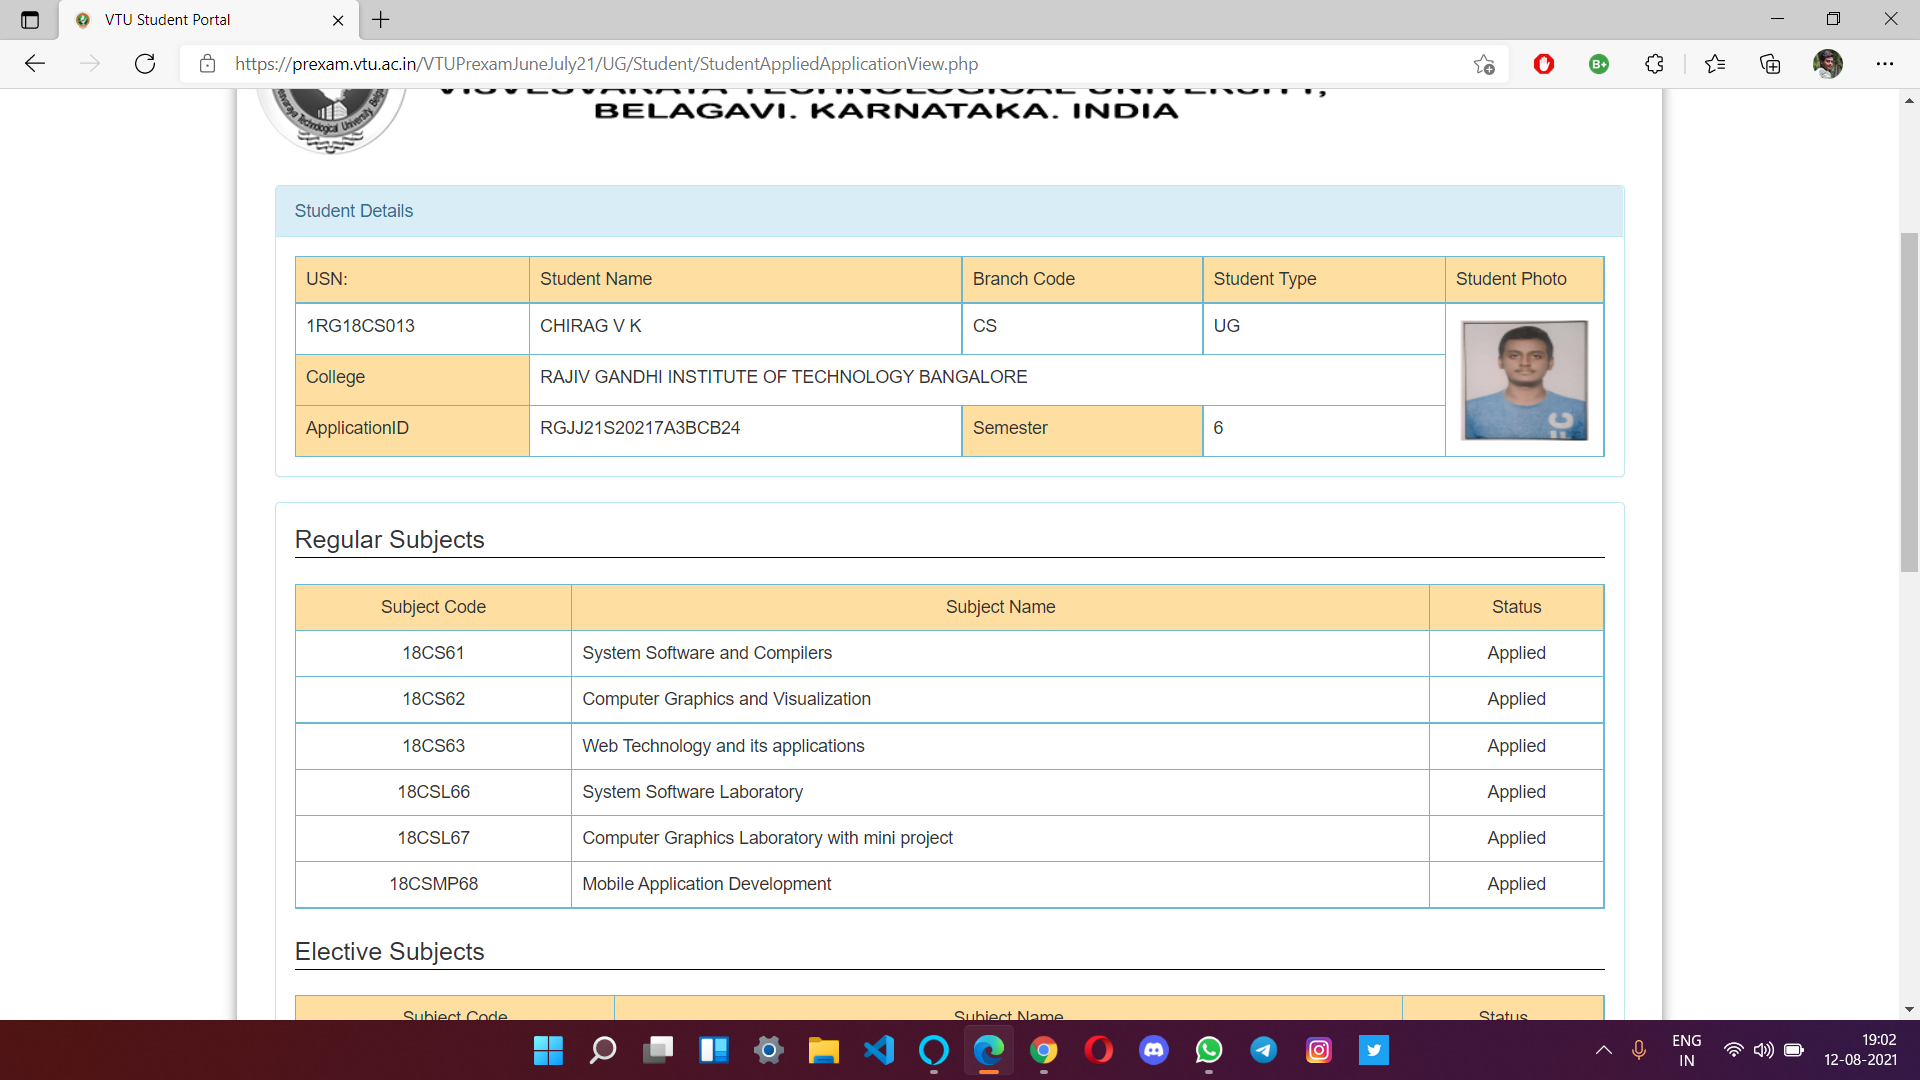 VTU Student Portal
https://prexam.vtu.ac.in/VTUPrexamJuneJuly21/UG/Student/StudentAppliedApplicationView.php
B+
VISVESVARAYA TECHNOLOGICAL UNIVERSITY,
BELAGAVI. KARNATAKA. INDIA
Student Details
USN: Student Name Branch Code Student Type Student Photo
1RG18CS013 CHIRAG V K CS UG
College RAJIV GANDHI INSTITUTE OF TECHNOLOGY BANGALORE
ApplicationID RGJJ21S20217A3BCB24 Semester 6
Regular Subjects
Subject Code Subject Name Status
18CS61 System Software and Compilers Applied
18CS62 Computer Graphics and Visualization Applied
18CS63 Web Technology and its applications Applied
18CSL66 System Software Laboratory Applied
18CSL67 Computer Graphics Laboratory with mini project Applied
18CSMP68 Mobile Application Development Applied
Elective Subjects
Subject Code Subject Name Status
ENG
IN
19:02
12-08-2021